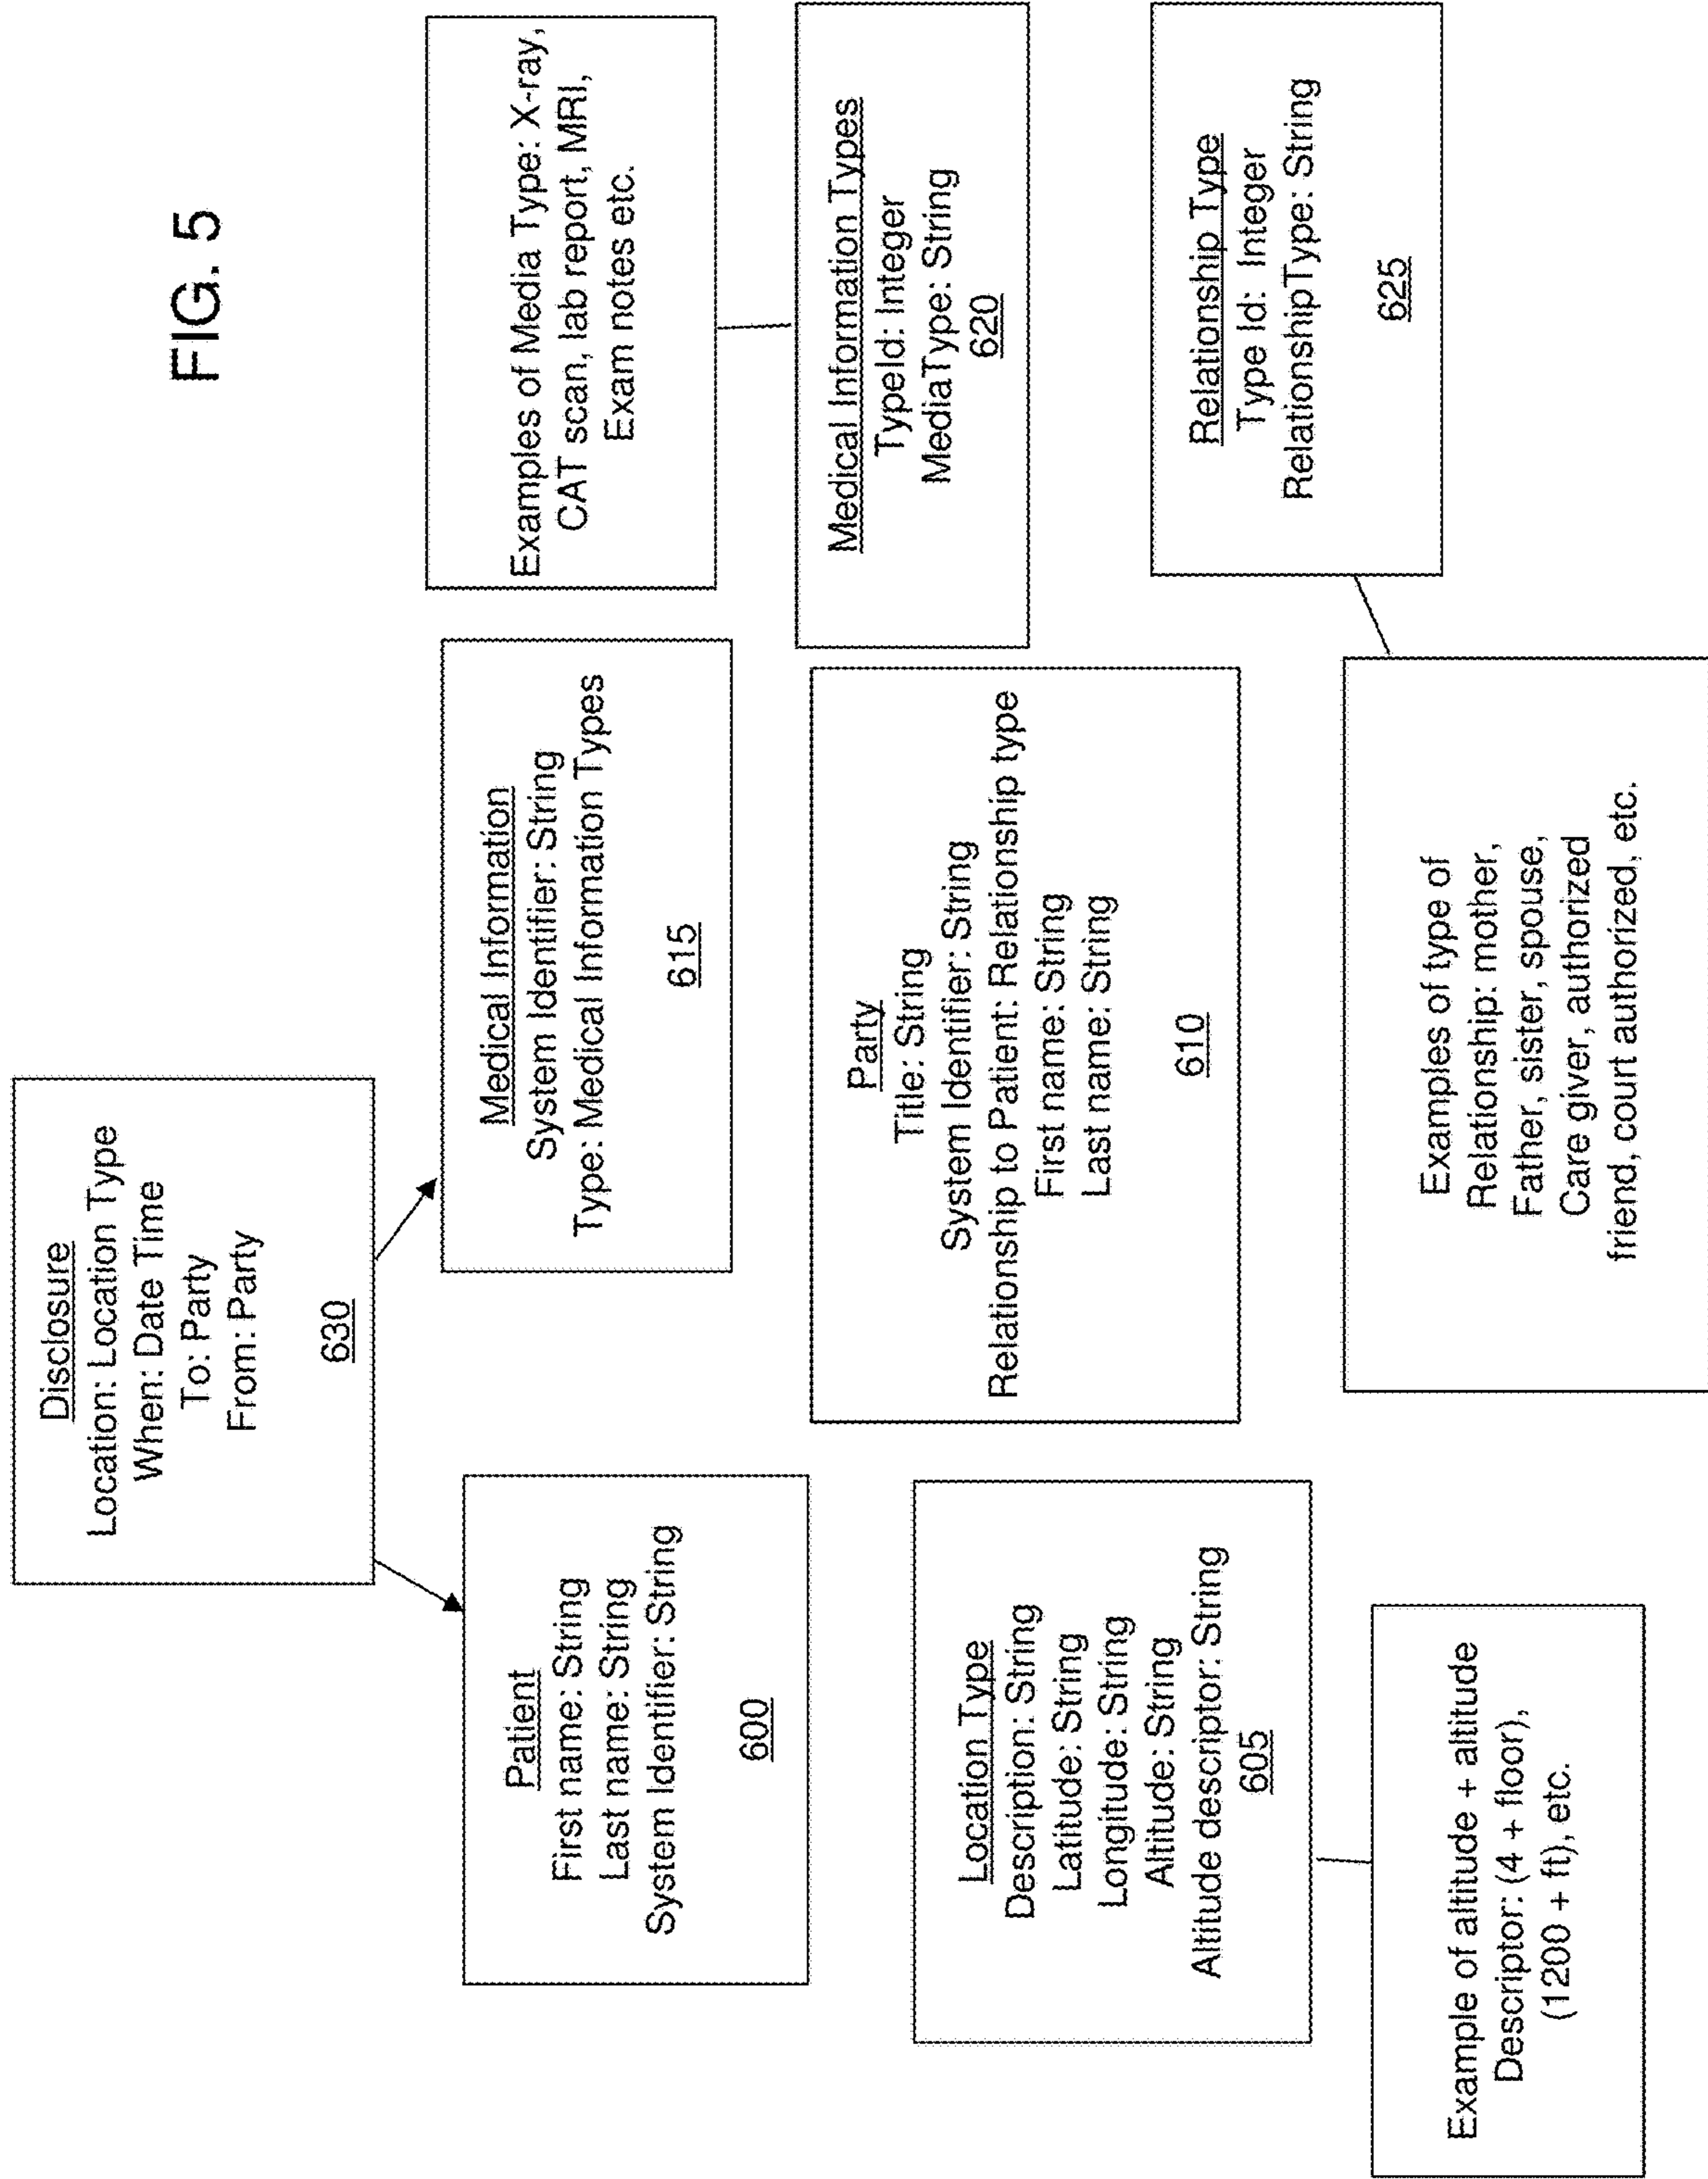 FIG. 5
Disclosure
Location: Location Type
When: Date Time
To: Party
From: Party
630
Patient
First name: String
Last name: String
System Identifier: String
600
Medical Information
System Identifier: String
Type: Medical Information Types
615
Examples of Media Type: X-ray,
CAT scan, lab report, MRI,
Exam notes etc.
Location Type
Description: String
Latitude: String
Longitude: String
Altitude: String
Altitude descriptor: String
605
Party
Title: String
System Identifier: String
Relationship to Patient: Relationship type
First name: String
Last name: String
610
Medical Information Types
TypeId: Integer
MediaType: String
620
Relationship Type
Type Id: Integer
RelationshipType: String
625
Example of altitude + altitude
Descriptor: (4 + floor),
(1200 + ft), etc.
Examples of type of
Relationship: mother,
Father, sister, spouse,
Care giver, authorized
friend, court authorized, etc.